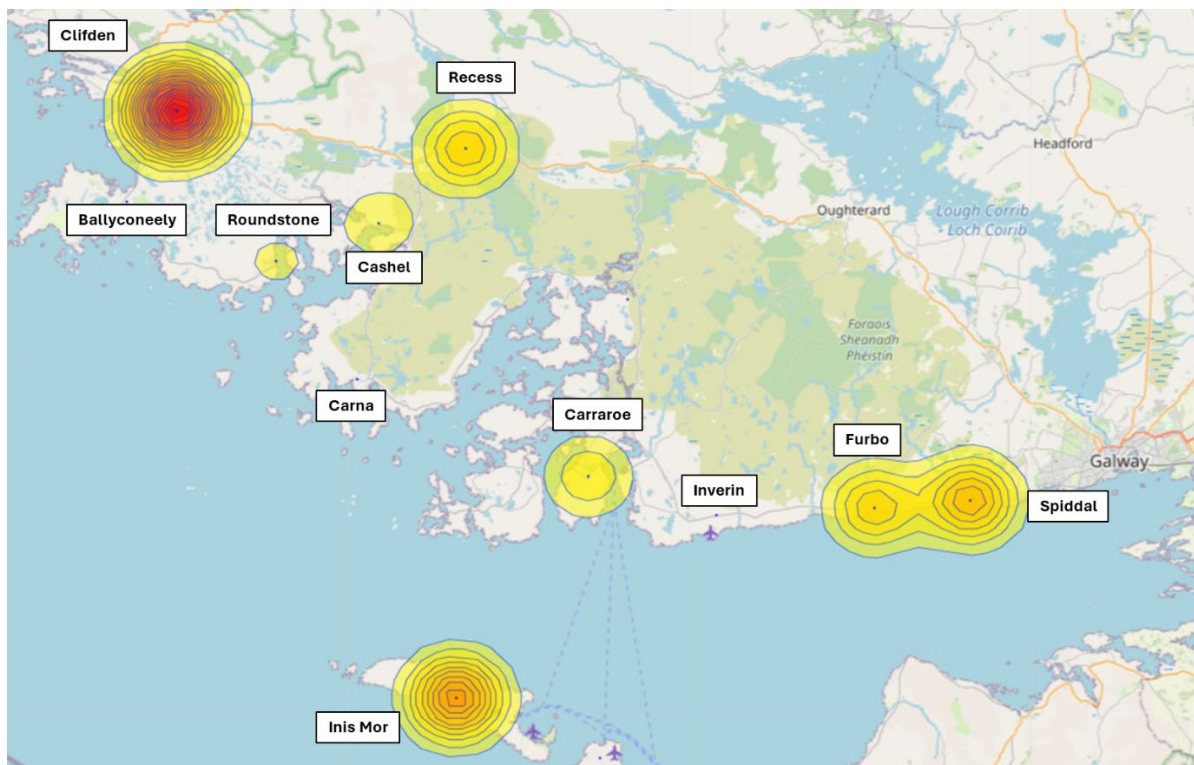 Clifden
Recess
Headford
Ballyconeely
Roundstone
Oughterard
Lough Corrib
- Loch Coirib
Cashel
Foraois
Sheanadh
Phéistín
Carna
Carraroe
Furbo
Galway
Inverin
Spiddal
Inis Mor